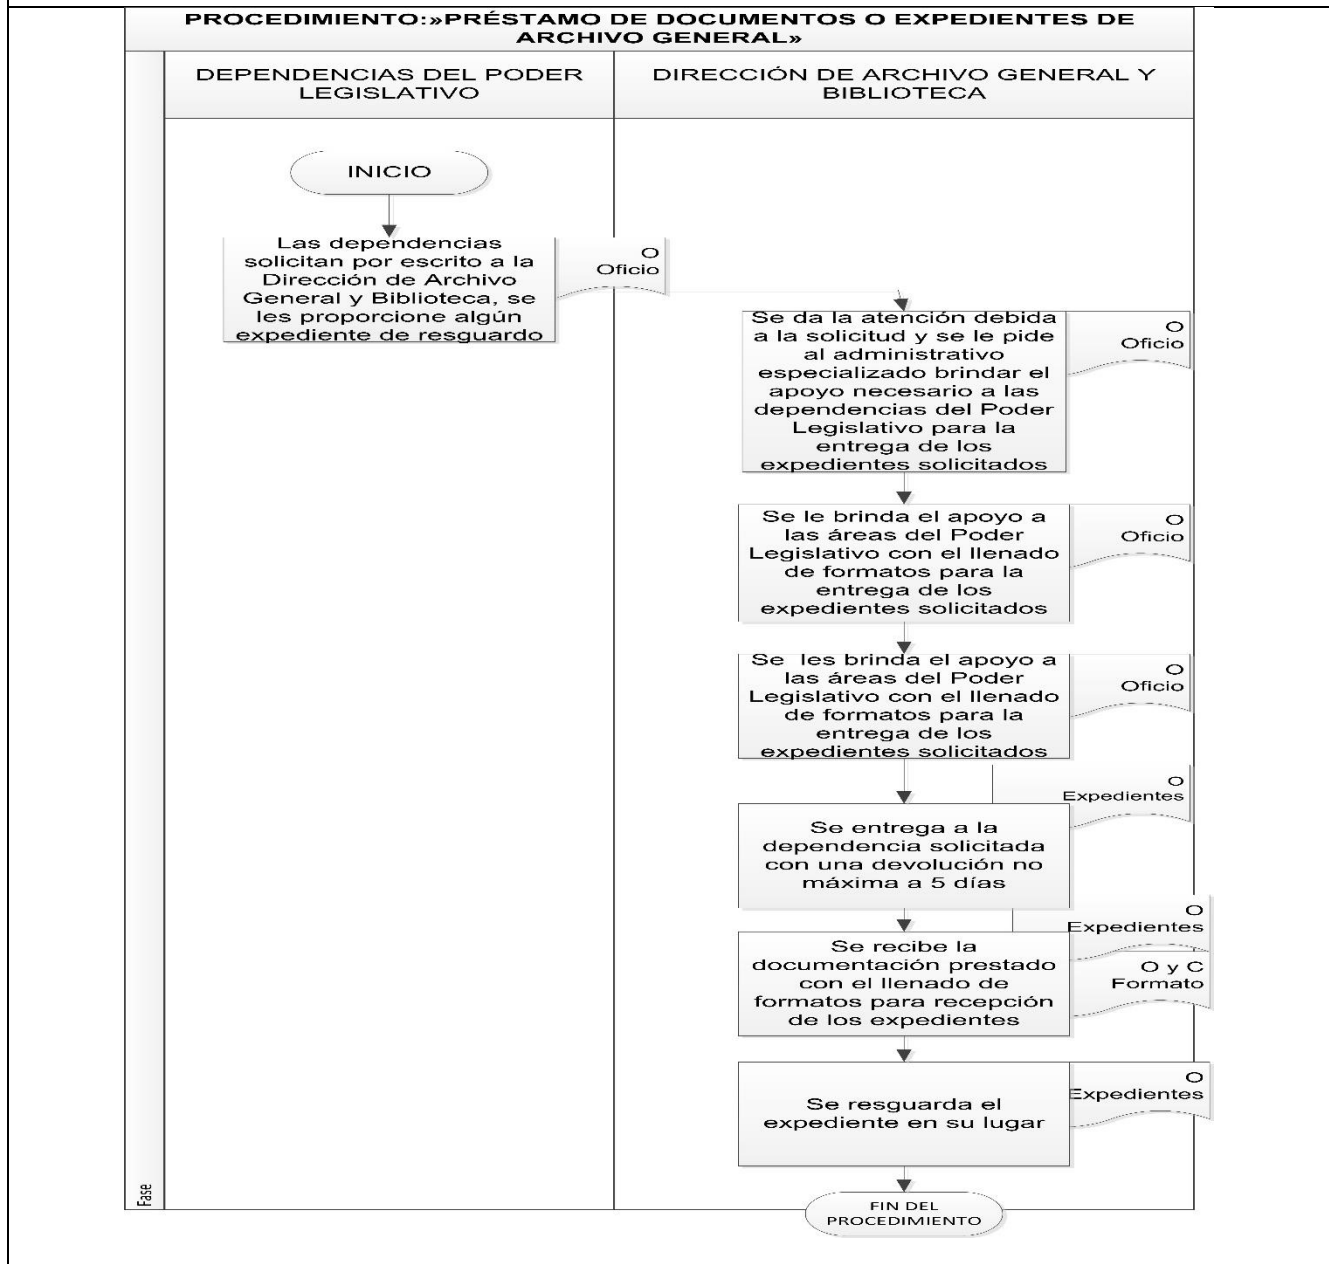 PROCEDIMIENTO:»PRÉSTAMO DE DOCUMENTOS O EXPEDIENTES DE
ARCHIVO GENERAL»
DEPENDENCIAS DEL PODER
LEGISLATIVO
DIRECCIÓN DE ARCHIVO GENERAL Y
BIBLIOTECA
INICIO
Las dependencias
solicitan por escrito a la
Dirección de Archivo
General y Biblioteca, se
les proporcione algún
expediente de resguardo
O
Oficio
Se da la atención debida
a la solicitud y se le pide
al administrativo
especializado brindar el
apoyo necesario a las
dependencias del Poder
Legislativo para la
entrega de los
expedientes solicitados
O
Oficio
Se le brinda el apoyo a
las áreas del Poder
Legislativo con el llenado
de formatos para la
entrega de los
expedientes solicitados
O
Oficio
Se  les brinda el apoyo a
las áreas del Poder
Legislativo con el llenado
de formatos para la
entrega de los
expedientes solicitados
O
Oficio
O
Expedientes
Se entrega a la
dependencia solicitada
con una devolución no
máxima a 5 días
O
Expedientes
Se recibe la
documentación prestado
con el llenado de
formatos para recepción
de los expedientes
O y C
Formato
Se resguarda el
expediente en su lugar
O
Expedientes
FIN DEL
PROCEDIMIENTO
Fase